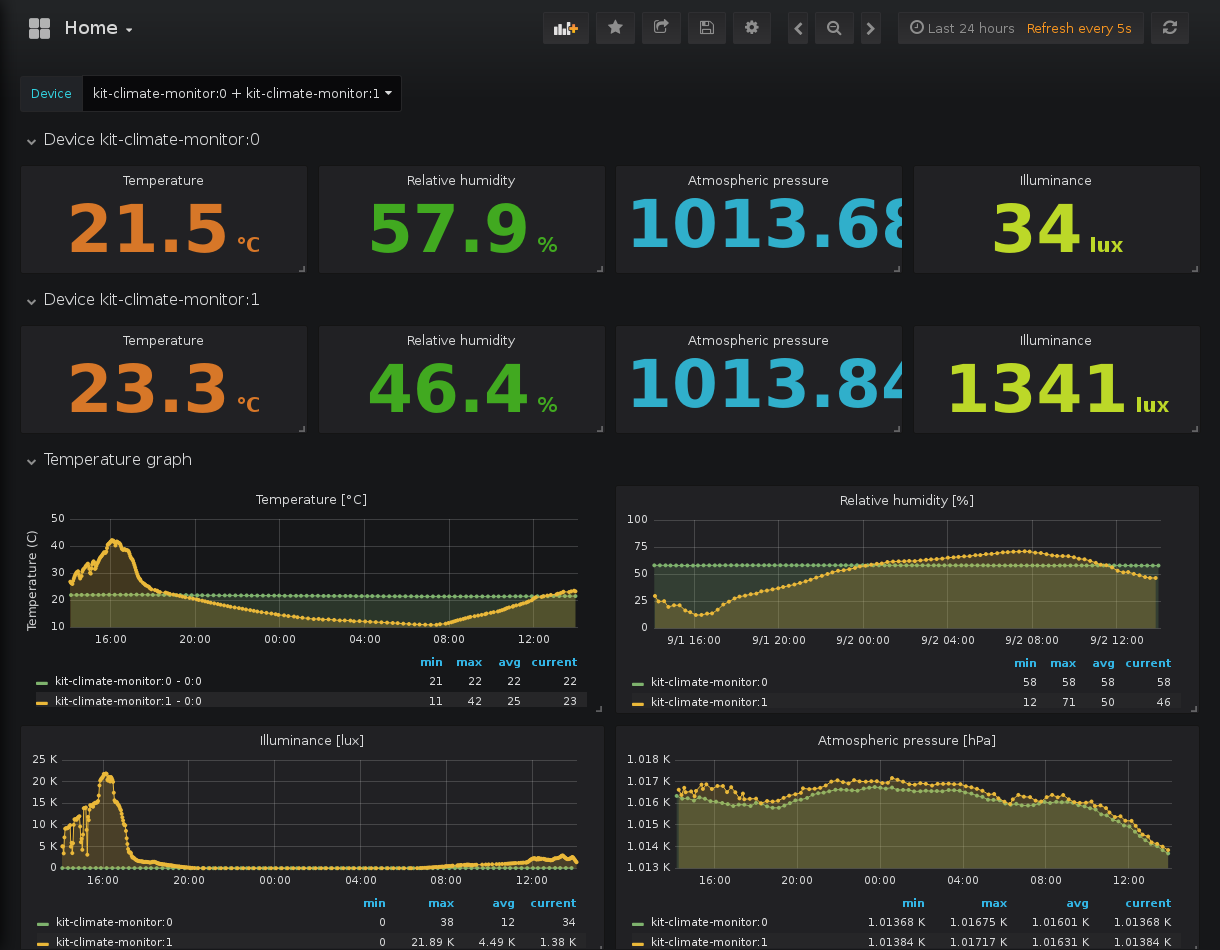 Home
Last 24 hours Refresh every 5s
Device kit-climate-monitor:0 + kit-climate-monitor:1
Device kit-climate-monitor:0
Temperature Relative humidity Atmospheric pressure Illuminance
21.5 °C 57.9 % 1013.68 34 lux
Device kit-climate-monitor:1
Temperature Relative humidity Atmospheric pressure Illuminance
23.3 °C 46.4 % 1013.84 1341 lux
Temperature graph
Temperature [°C]
Temperature (C)
50
40
30
20
10
16:00 20:00 00:00 04:00 08:00 12:00
min max avg current
kit-climate-monitor:0 - 0:0 21 22 22 22
kit-climate-monitor:1 - 0:0 11 42 25 23
Relative humidity [%]
100
75
50
25
0
9/1 16:00 9/1 20:00 9/2 00:00 9/2 04:00 9/2 08:00 9/2 12:00
min max avg current
kit-climate-monitor:0 58 58 58 58
kit-climate-monitor:1 12 71 50 46
Illuminance [lux]
25 K
20 K
15 K
10 K
5 K
0
16:00 20:00 00:00 04:00 08:00 12:00
min max avg current
kit-climate-monitor:0 0 38 12 34
kit-climate-monitor:1 0 21.89 K 4.49 K 1.38 K
Atmospheric pressure [hPa]
1.018 K
1.017 K
1.016 K
1.015 K
1.014 K
1.013 K
16:00 20:00 00:00 04:00 08:00 12:00
min max avg current
kit-climate-monitor:0 1.01368 K 1.01675 K 1.01601 K 1.01368 K
kit-climate-monitor:1 1.01384 K 1.01717 K 1.01631 K 1.01384 K